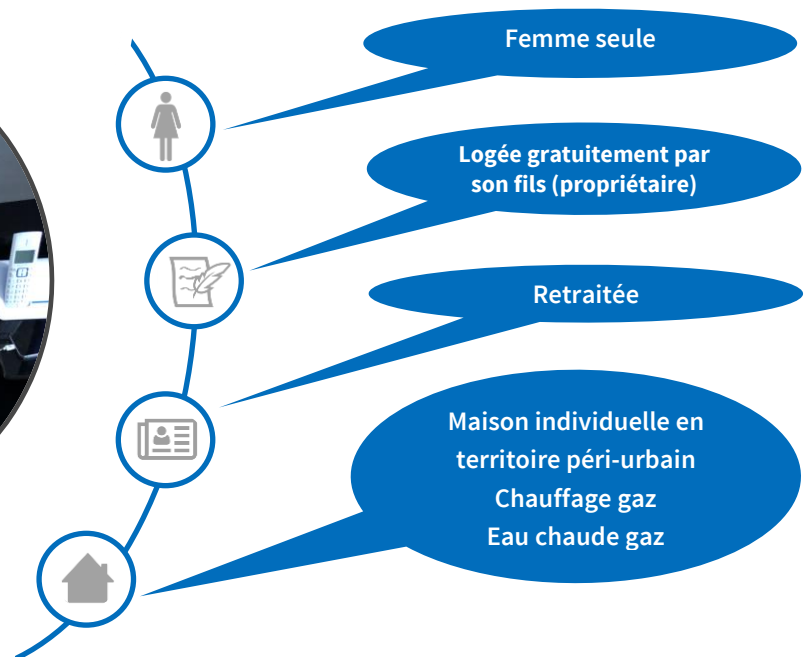 Femme seule
Logée gratuitement par
son fils (propriétaire)
Retraitée
Maison individuelle en
territoire péri-urbain
Chauffage gaz
Eau chaude gaz